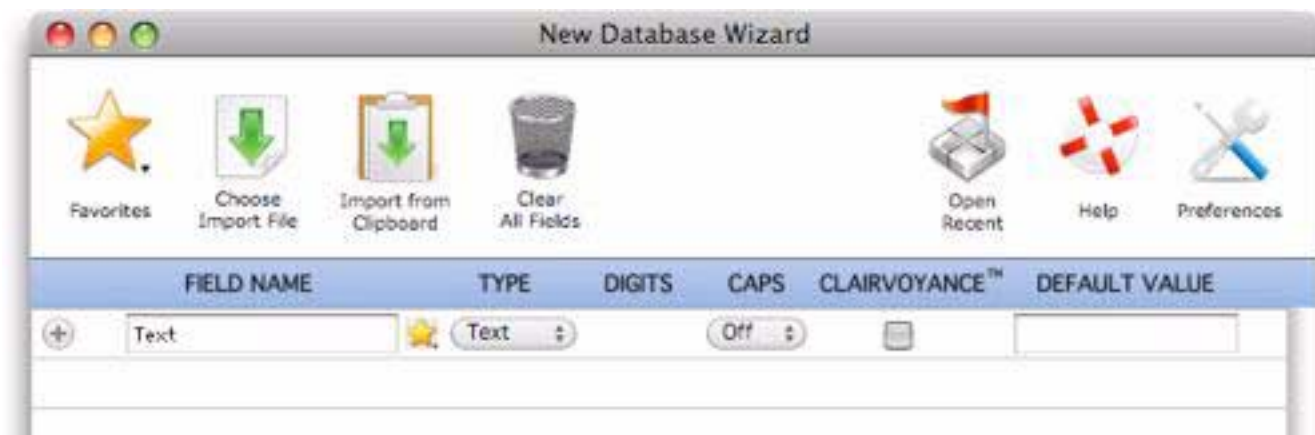 New Database Wizard
Favorites
Choose
Import File
Import from
Clipboard
Clear
All Fields
Open
Recent
Help
Preferences
FIELD NAME TYPE DIGITS CAPS CLAIRVOYANCE™ DEFAULT VALUE
Text Text Off